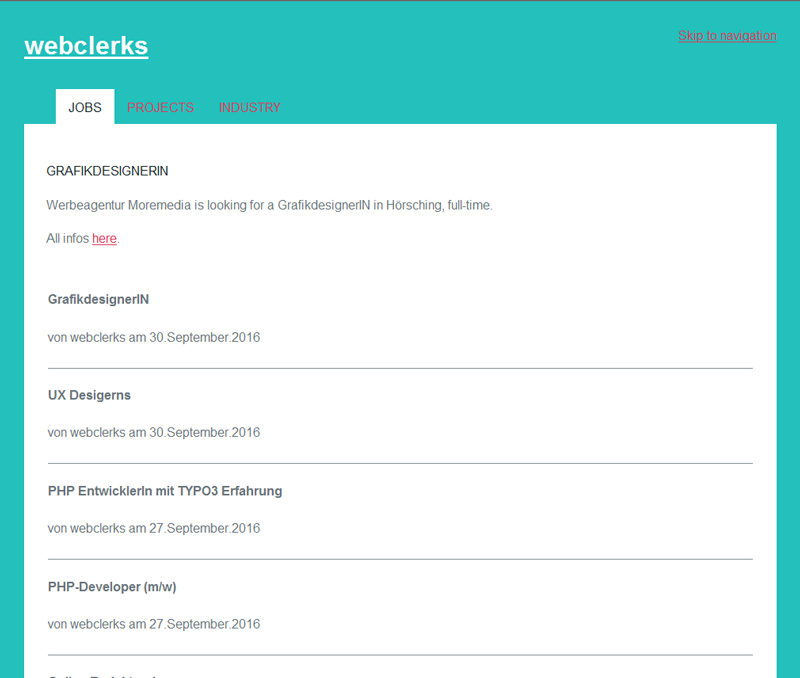 webclerks
Skip to navigation
JOBS PROJECTS INDUSTRY
GRAFIKDESIGNERIN
Werbeagentur Moremedia is looking for a GrafikdesignerIN in Hörsching, full-time.
All infos here.
GrafikdesignerIN
von webclerks am 30.September.2016
UX Desigerns
von webclerks am 30.September.2016
PHP EntwicklerIn mit TYPO3 Erfahrung
von webclerks am 27.September.2016
PHP-Developer (m/w)
von webclerks am 27.September.2016